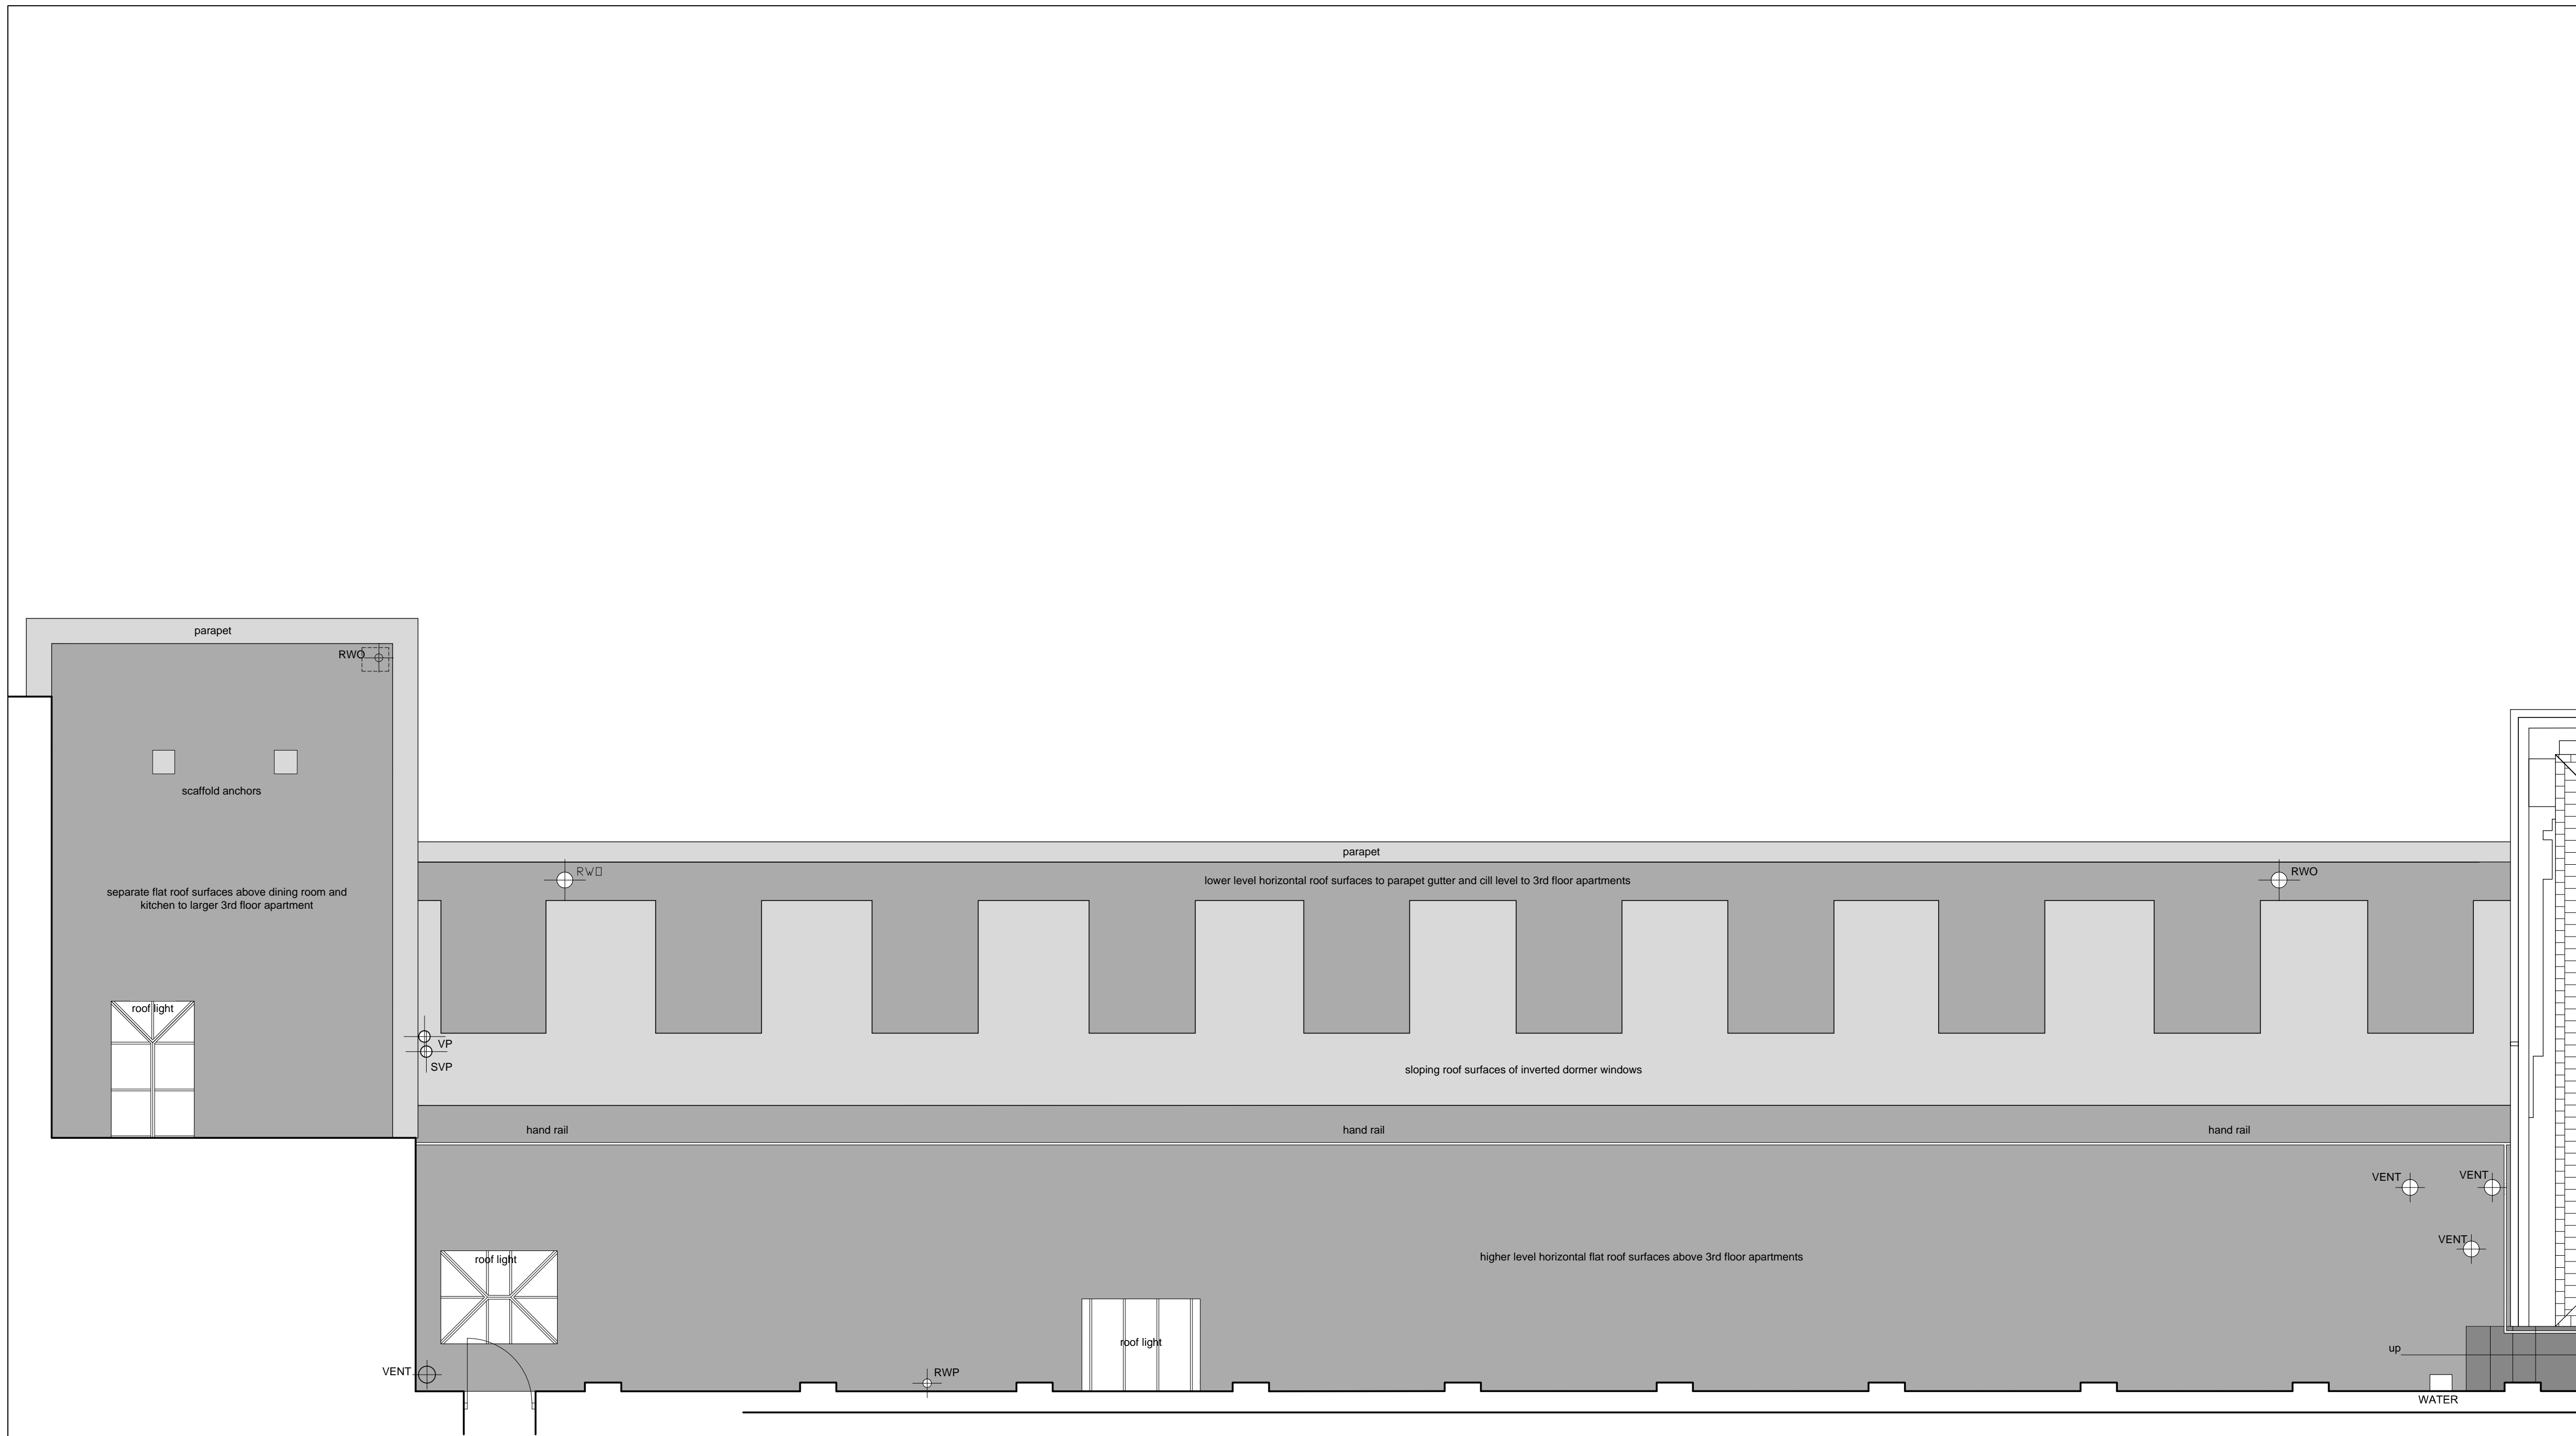 parapet
RWO
scaffold anchors
parapet
RWO
lower level horizontal roof surfaces to parapet gutter and cill level to 3rd floor apartments
RWO
separate flat roof surfaces above dining room and
kitchen to larger 3rd floor apartment
roof light
VP
SVP
sloping roof surfaces of inverted dormer windows
hand rail
hand rail
hand rail
VENT
VENT
VENT
roof light
higher level horizontal flat roof surfaces above 3rd floor apartments
roof light
up
VENT
RWP
WATER